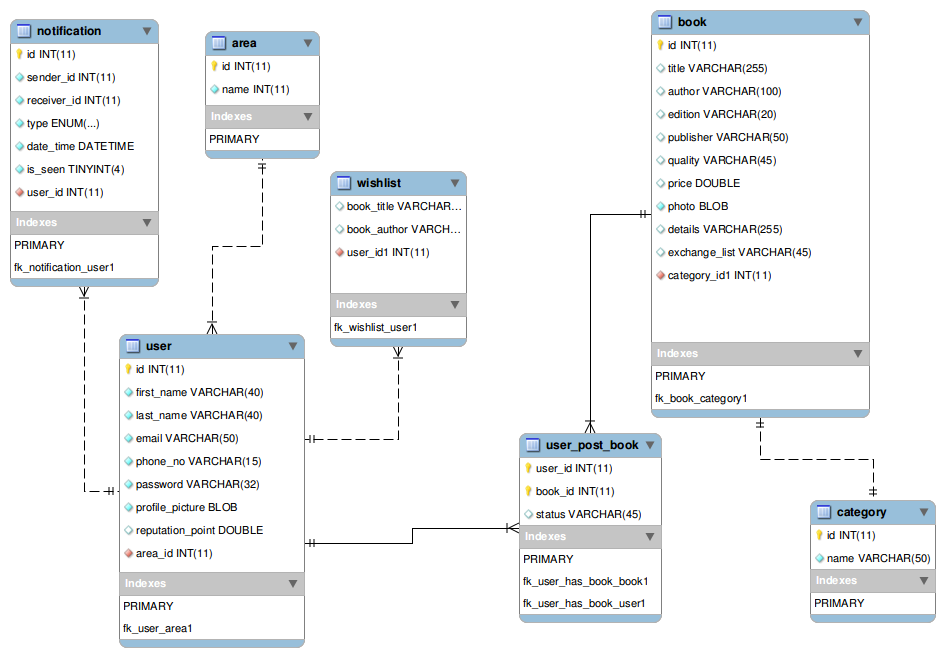 notification
id INT(11)
sender_id INT(11)
receiver_id INT(11)
type ENUM(...)
date_time DATETIME
is_seen TINYINT(4)
user_id INT(11)
Indexes
PRIMARY
fk_notification_user1
area
id INT(11)
name INT(11)
Indexes
PRIMARY
wishlist
book_title VARCHAR...
book_author VARCH...
user_id1 INT(11)
Indexes
fk_wishlist_user1
book
id INT(11)
title VARCHAR(255)
author VARCHAR(100)
edition VARCHAR(20)
publisher VARCHAR(50)
quality VARCHAR(45)
price DOUBLE
photo BLOB
details VARCHAR(255)
exchange_list VARCHAR(45)
category_id1 INT(11)
Indexes
PRIMARY
fk_book_category1
user
id INT(11)
first_name VARCHAR(40)
last_name VARCHAR(40)
email VARCHAR(50)
phone_no VARCHAR(15)
password VARCHAR(32)
profile_picture BLOB
reputation_point DOUBLE
area_id INT(11)
Indexes
PRIMARY
fk_user_area1
user_post_book
user_id INT(11)
book_id INT(11)
status VARCHAR(45)
Indexes
PRIMARY
fk_user_has_book_book1
fk_user_has_book_user1
category
id INT(11)
name VARCHAR(50)
Indexes
PRIMARY